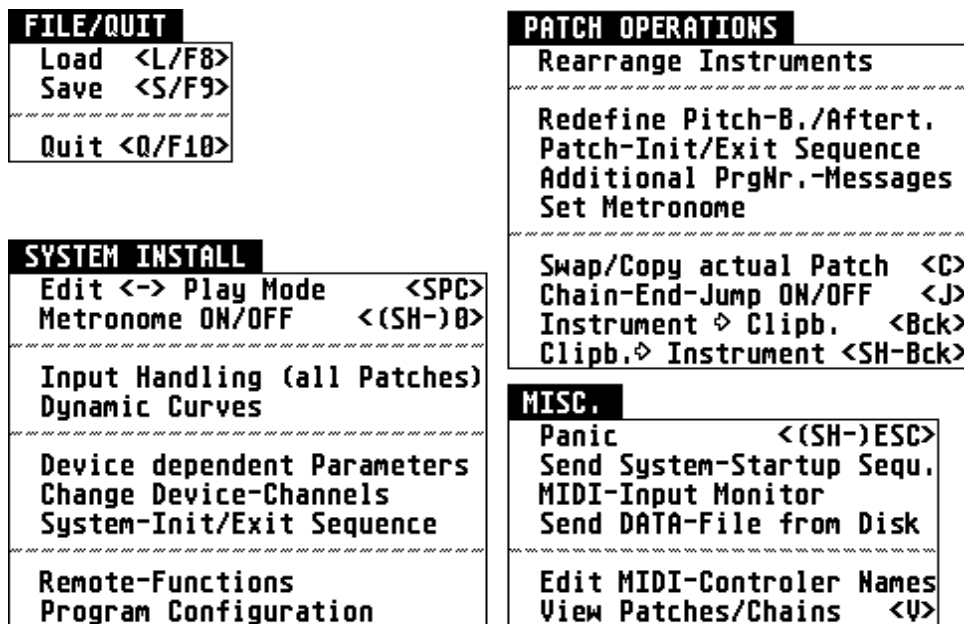 FILE/QUIT
Load <L/F8>
Save <S/F9>
Quit <Q/F10>
SYSTEM INSTALL
Edit <-> Play Mode <SPC>
Metronome ON/OFF <(SH-)0>
Input Handling (all Patches)
Dynamic Curves
Device dependent Parameters
Change Device-Channels
System-Init/Exit Sequence
Remote-Functions
Program Configuration
PATCH OPERATIONS
Rearrange Instruments
Redefine Pitch-B./Aftert.
Patch-Init/Exit Sequence
Additional PrgNr.-Messages
Set Metronome
Swap/Copy actual Patch <C>
Chain-End-Jump ON/OFF <J>
Instrument ⇨ Clipb. <Bck>
Clipb.⇨ Instrument <SH-Bck>
MISC.
Panic <(SH-)ESC>
Send System-Startup Sequ.
MIDI-Input Monitor
Send DATA-File from Disk
Edit MIDI-Controler Names
View Patches/Chains <V>